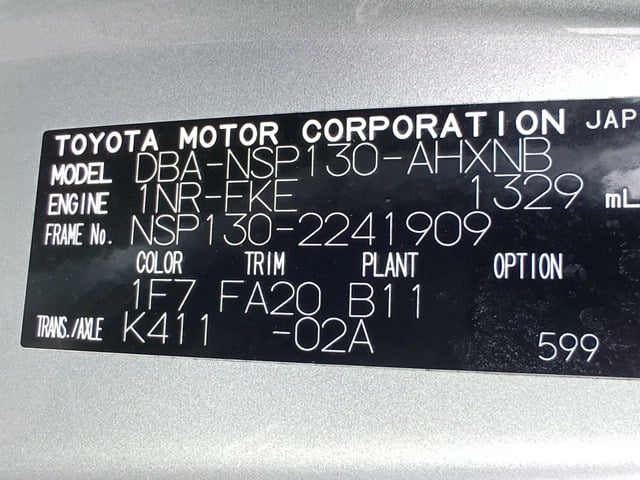 TOYOTA MOTOR CORPORATION JAP
MODEL DBA-NSP130-AHXNB
ENGINE 1NR-FKE 1329 mL
FRAME No. NSP130-2241909
COLOR TRIM PLANT OPTION
1F7 FA20 B11
TRANS./AXLE K411 -02A 599